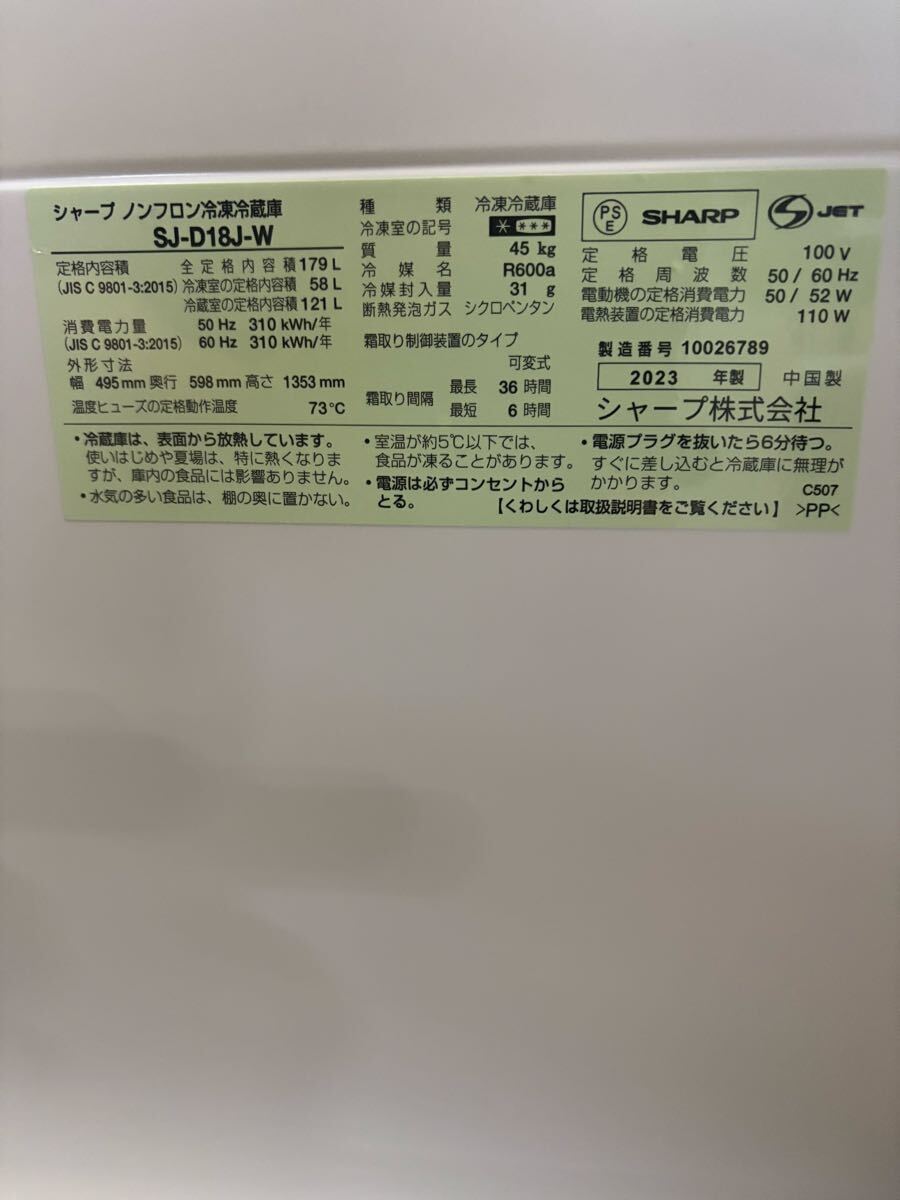 シャープ ノンフロン冷凍冷蔵庫
SJ-D18J-W
定格内容積 全定格内容積 179 L
(JIS C 9801-3:2015) 冷凍室の定格内容積 58 L
冷蔵室の定格内容積 121 L
消費電力量 50 Hz 310 kWh/年
(JIS C 9801-3:2015) 60 Hz 310 kWh/年
外形寸法
幅 495 mm 奥行 598 mm 高さ 1353 mm
温度ヒューズの定格動作温度 73℃
種類 冷凍冷蔵庫
冷凍室の記号 * ***
質量 45 kg
冷媒名 R600a
冷媒封入量 31 g
断熱発泡ガス シクロペンタン
霜取り制御装置のタイプ
可変式
霜取り間隔 最長 36 時間
最短 6 時間
PS E SHARP JET
定格電圧 100 V
定格周波数 50 / 60 Hz
電動機の定格消費電力 50 / 52 W
電熱装置の定格消費電力 110 W
製造番号 10026789
2023 年製 中国製
シャープ株式会社
・冷蔵庫は、表面から放熱しています。
使いはじめや夏場は、特に熱くなりま
すが、庫内の食品には影響ありません。
・水気の多い食品は、棚の奥に置かない。
・室温が約5℃以下では、
食品が凍ることがあります。
・電源は必ずコンセントから
とる。
・電源プラグを抜いたら6分待つ。
すぐに差し込むと冷蔵庫に無理が
かかります。 C507
【くわしくは取扱説明書をご覧ください】 >PP<